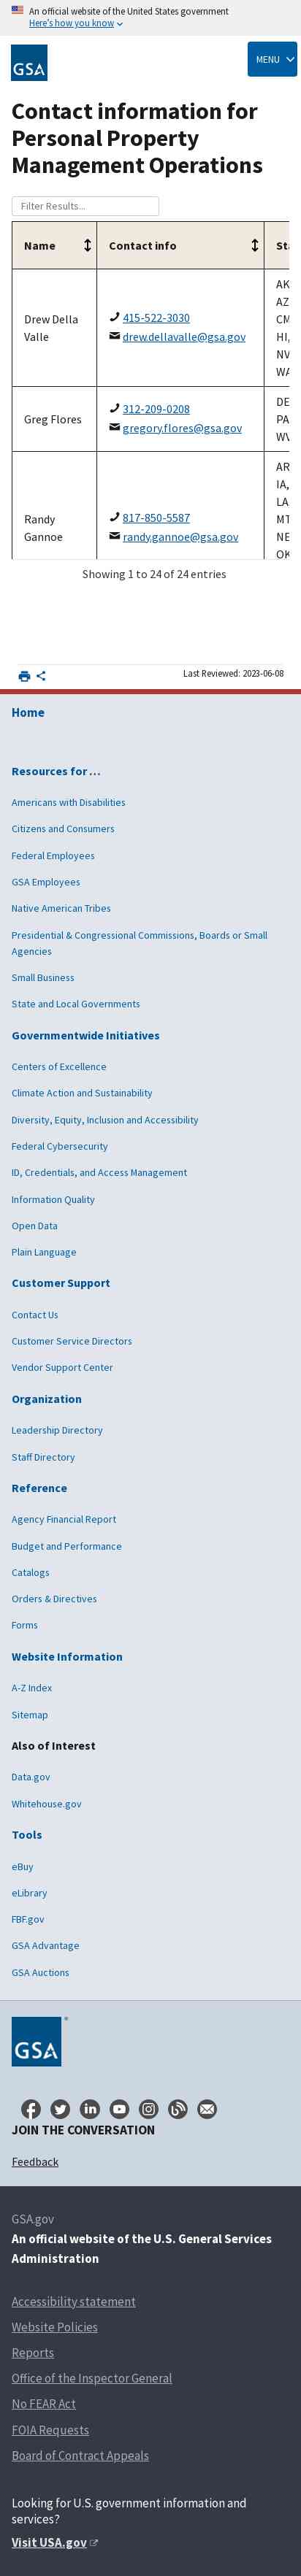 An official website of the United States government
Here's how you know
GSA
MENU
Contact information for
Personal Property
Management Operations
Filter Results...
Name
Contact info
Drew Della
Valle
415-522-3030
drew.dellavalle@gsa.gov
AK
AZ
HI,
NV
WA
Greg Flores
312-209-0208
gregory.flores@gsa.gov
DE
PA
WV
Randy
Gannoe
817-850-5587
randy.gannoe@gsa.gov
AR
IA,
LA
MT
NE
OK
Showing 1 to 24 of 24 entries
Last Reviewed: 2023-06-08
Home
Resources for …
Americans with Disabilities
Citizens and Consumers
Federal Employees
GSA Employees
Native American Tribes
Presidential & Congressional Commissions, Boards or Small
Agencies
Small Business
State and Local Governments
Governmentwide Initiatives
Centers of Excellence
Climate Action and Sustainability
Diversity, Equity, Inclusion and Accessibility
Federal Cybersecurity
ID, Credentials, and Access Management
Information Quality
Open Data
Plain Language
Customer Support
Contact Us
Customer Service Directors
Vendor Support Center
Organization
Leadership Directory
Staff Directory
Reference
Agency Financial Report
Budget and Performance
Catalogs
Orders & Directives
Forms
Website Information
A-Z Index
Sitemap
Also of Interest
Data.gov
Whitehouse.gov
Tools
eBuy
eLibrary
FBF.gov
GSA Advantage
GSA Auctions
GSA
JOIN THE CONVERSATION
Feedback
GSA.gov
An official website of the U.S. General Services
Administration
Accessibility statement
Website Policies
Reports
Office of the Inspector General
No FEAR Act
FOIA Requests
Board of Contract Appeals
Looking for U.S. government information and
services?
Visit USA.gov